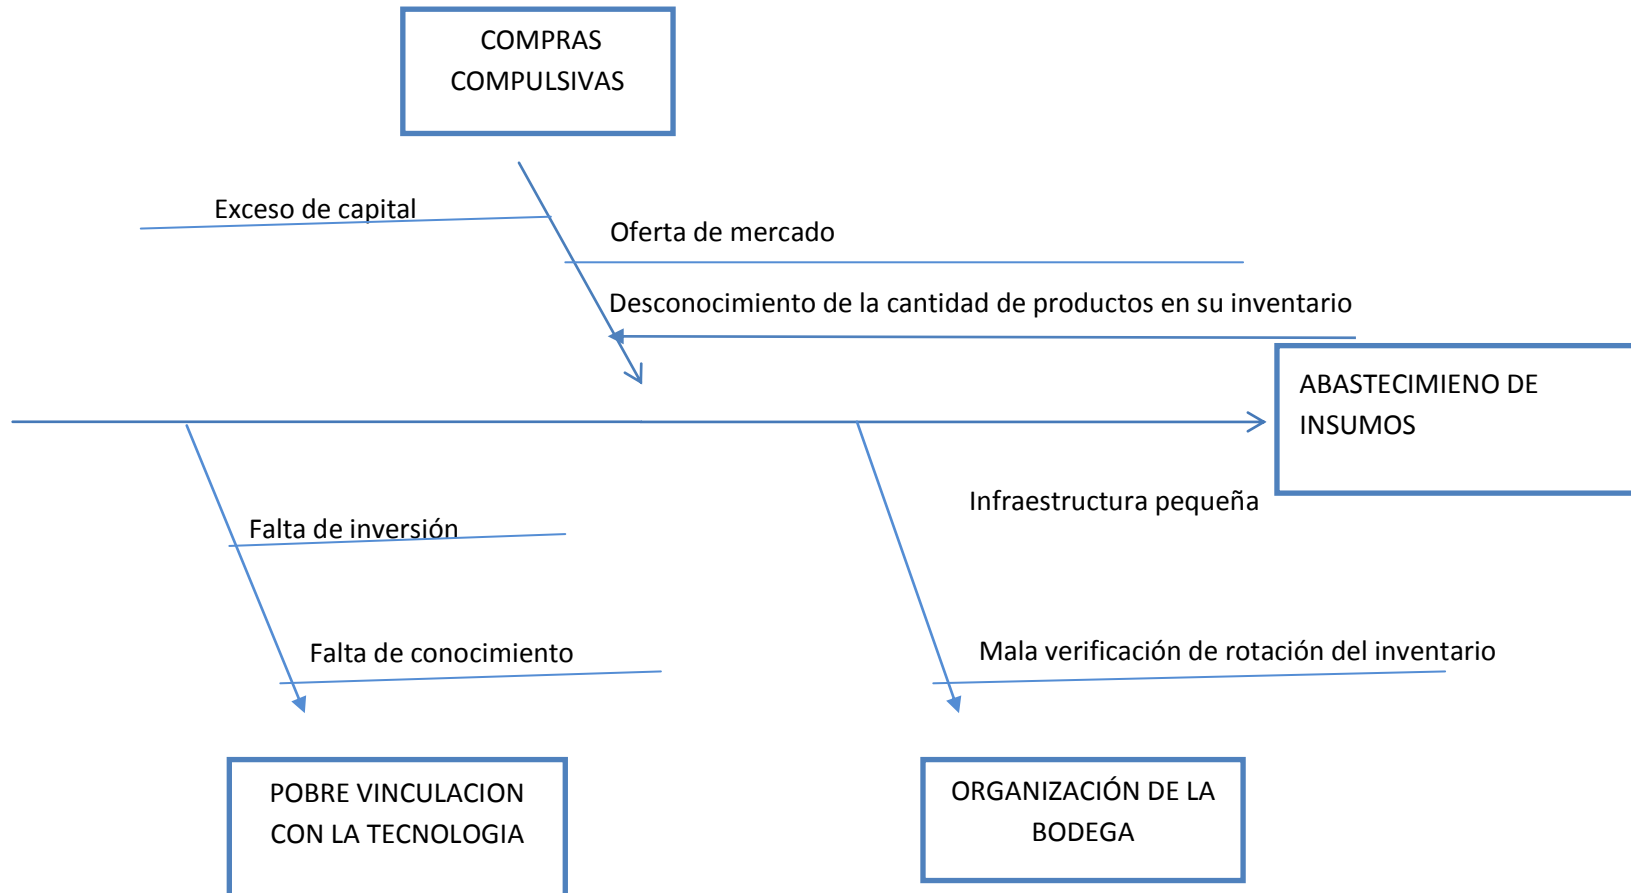 COMPRAS
COMPULSIVAS
Exceso de capital
Oferta de mercado
Desconocimiento de la cantidad de productos en su inventario
ABASTECIMIENO DE
INSUMOS
Infraestructura pequeña
Falta de inversión
Falta de conocimiento
Mala verificación de rotación del inventario
POBRE VINCULACION
CON LA TECNOLOGIA
ORGANIZACIÓN DE LA
BODEGA